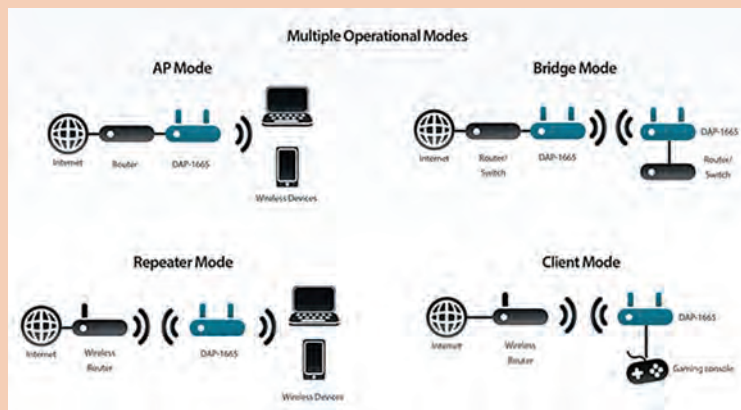 Multiple Operational Modes
AP Mode
Internet
Router
DAP-1665
Wireless Devices
Bridge Mode
Internet
Router/
Switch
DAP-1665
DAP-1665
Router/
Switch
Repeater Mode
Internet
Wireless
Router
DAP-1665
Wireless Devices
Client Mode
Internet
Wireless
Router
DAP-1665
Gaming console